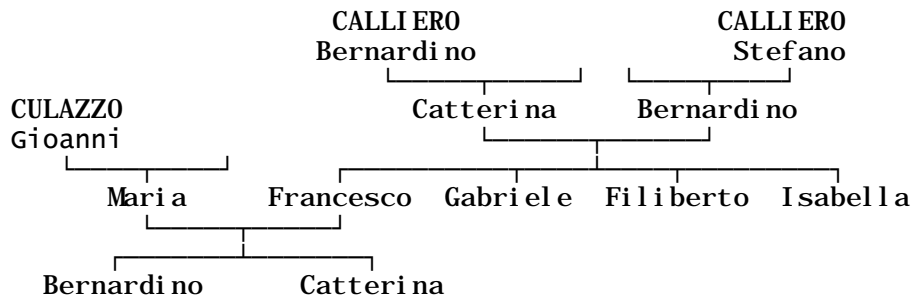 CALLIERO CALLIERO
Bernardino Stefano
Catterina Bernardino
CULAZZO
Gioanni
Maria Francesco Gabriele Filiberto Isabella
Bernardino Catterina